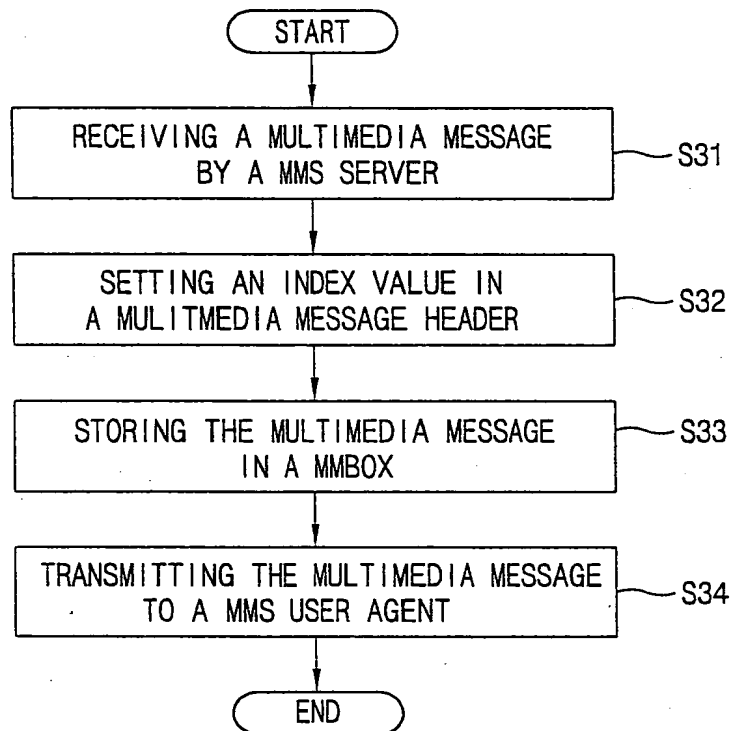 START
RECEIVING A MULTIMEDIA MESSAGE
BY A MMS SERVER
S31
SETTING AN INDEX VALUE IN
A MULITMEDIA MESSAGE HEADER
S32
STORING THE MULTIMEDIA MESSAGE
IN A MMBOX
S33
TRANSMITTING THE MULTIMEDIA MESSAGE
TO A MMS USER AGENT
S34
END